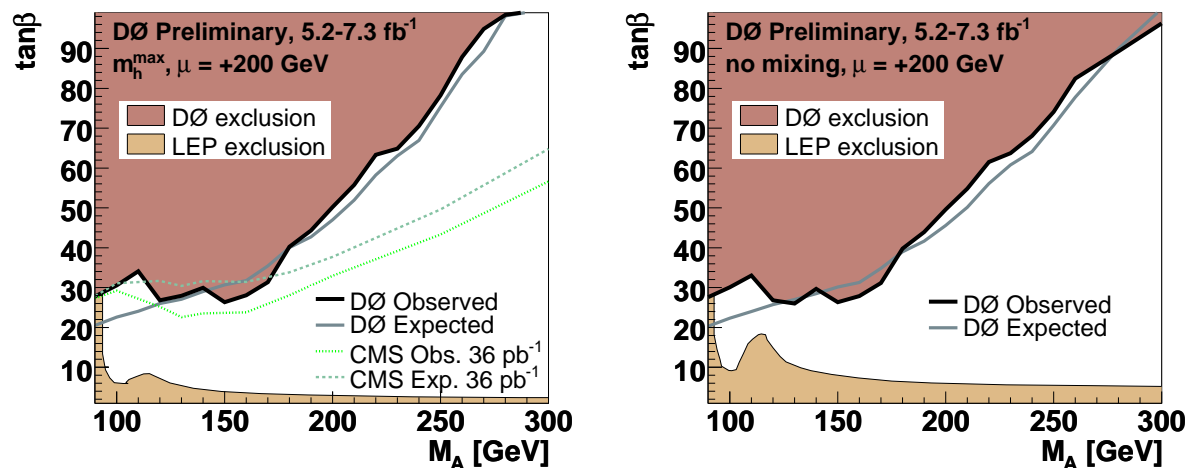 DØ Preliminary, 5.2-7.3 fb⁻¹
mₕᵐᵃˣ, μ = +200 GeV
DØ exclusion
LEP exclusion
DØ Observed
DØ Expected
CMS Obs. 36 pb⁻¹
CMS Exp. 36 pb⁻¹
tanβ
90
80
70
60
50
40
30
20
10
100 150 200 250 300
M_A [GeV]
DØ Preliminary, 5.2-7.3 fb⁻¹
no mixing, μ = +200 GeV
DØ exclusion
LEP exclusion
DØ Observed
DØ Expected
tanβ
90
80
70
60
50
40
30
20
10
100 150 200 250 300
M_A [GeV]